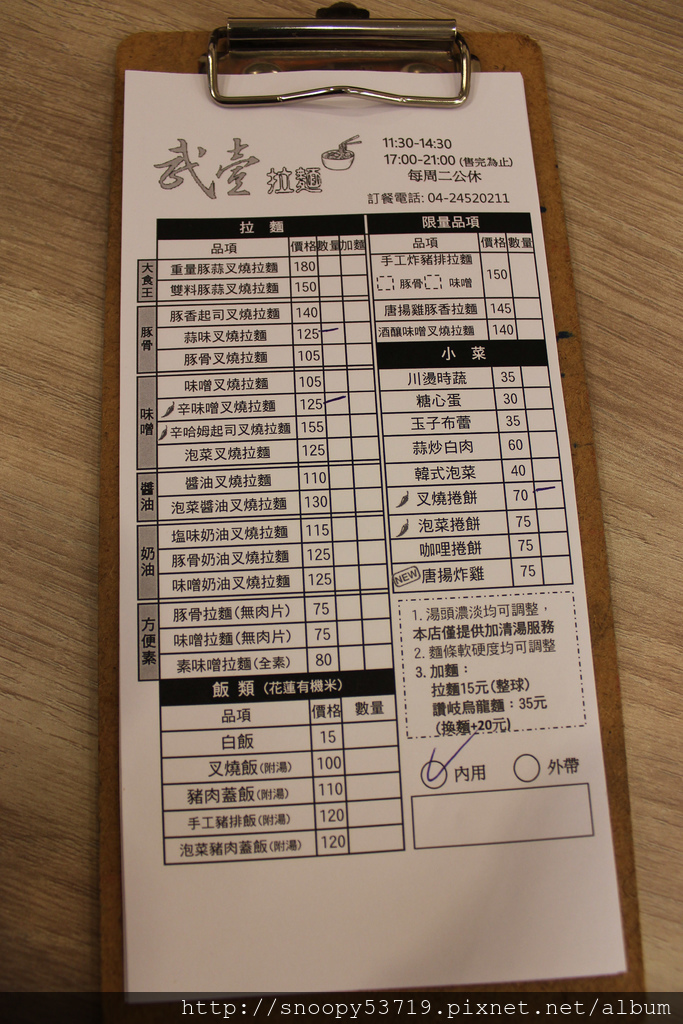 武壹 拉麵
11:30-14:30
17:00-21:00 (售完為止)
每周二公休
訂餐電話: 04-24520211
拉 麵
品項 價格 數量 加麵
大食王
重量豚蒜叉燒拉麵 180
雙料豚蒜叉燒拉麵 150
豚骨
豚香起司叉燒拉麵 140
蒜味叉燒拉麵 125
豚骨叉燒拉麵 105
味噌
味噌叉燒拉麵 105
辛味噌叉燒拉麵 125
辛哈姆起司叉燒拉麵 155
泡菜叉燒拉麵 125
醬油
醬油叉燒拉麵 110
泡菜醬油叉燒拉麵 130
奶油
塩味奶油叉燒拉麵 115
豚骨奶油叉燒拉麵 125
味噌奶油叉燒拉麵 125
方便素
豚骨拉麵(無肉片) 75
味噌拉麵(無肉片) 75
素味噌拉麵(全素) 80
飯 類 (花蓮有機米)
品項 價格 數量
白飯 15
叉燒飯(附湯) 100
豬肉蓋飯(附湯) 110
手工豬排飯(附湯) 120
泡菜豬肉蓋飯(附湯) 120
限量品項
品項 價格 數量
手工炸豬排拉麵 150
豚骨 味噌
唐揚雞豚香拉麵 145
酒釀味噌叉燒拉麵 140
小 菜
川燙時蔬 35
糖心蛋 30
玉子布蕾 35
蒜炒白肉 60
韓式泡菜 40
叉燒捲餅 70
泡菜捲餅 75
咖哩捲餅 75
NEW 唐揚炸雞 75
1. 湯頭濃淡均可調整，
本店僅提供加清湯服務
2. 麵條軟硬度均可調整
3. 加麵：
拉麵15元(整球)
讚岐烏龍麵：35元
(換麵+20元)
內用 外帶
http://snoopy53719.pixnet.net/album